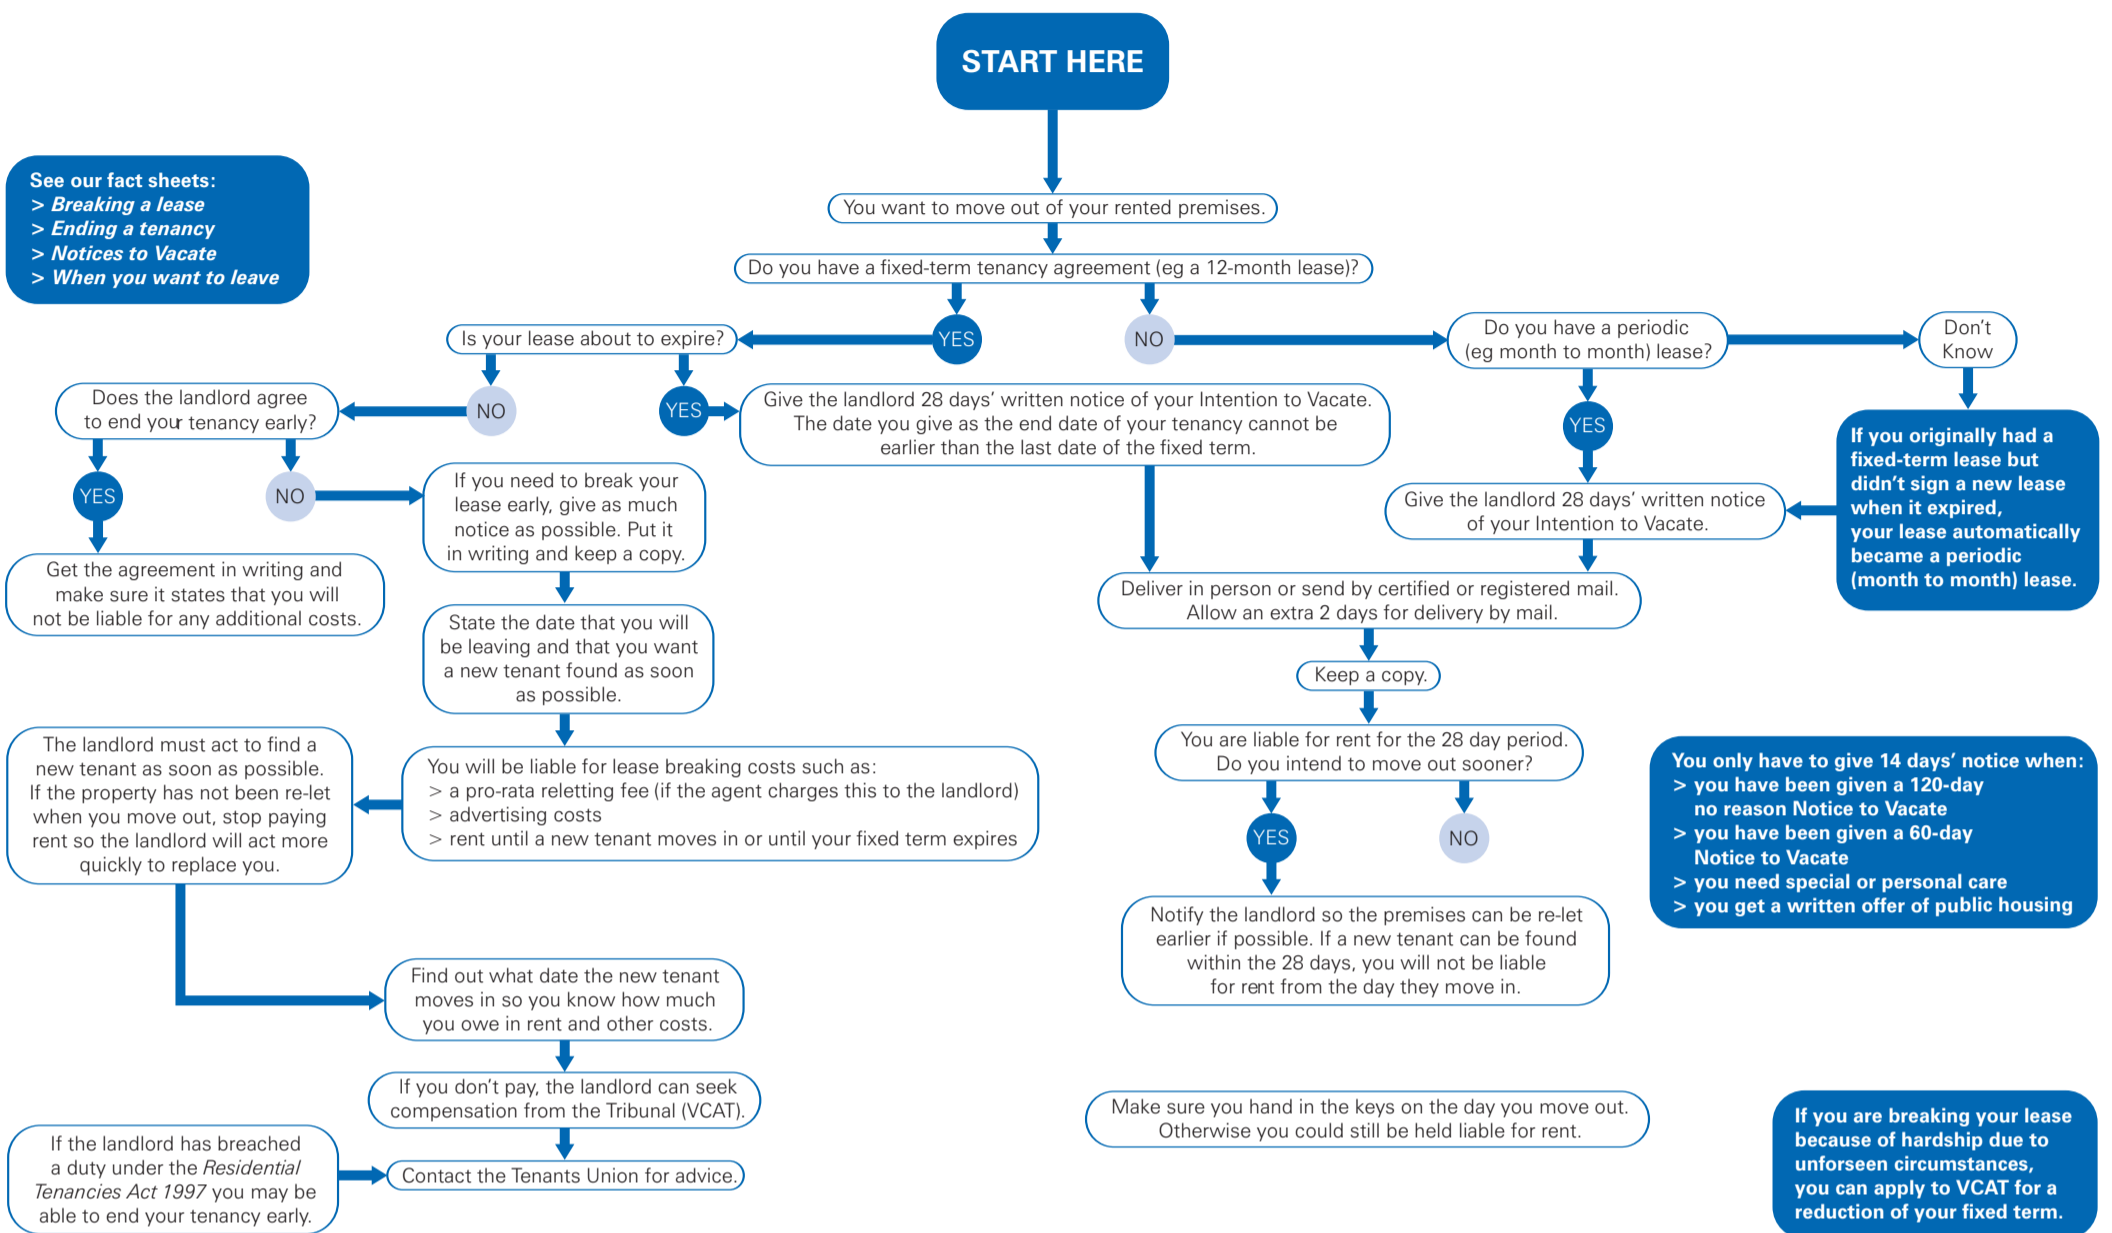 START HERE
See our fact sheets:
> Breaking a lease
> Ending a tenancy
> Notices to Vacate
> When you want to leave
You want to move out of your rented premises.
Do you have a fixed-term tenancy agreement (eg a 12-month lease)?
YES
NO
Is your lease about to expire?
NO
YES
Do you have a periodic
(eg month to month) lease?
Don't
Know
YES
Does the landlord agree
to end your tenancy early?
YES
NO
Give the landlord 28 days' written notice of your Intention to Vacate.
The date you give as the end date of your tenancy cannot be
earlier than the last date of the fixed term.
If you originally had a
fixed-term lease but
didn't sign a new lease
when it expired,
your lease automatically
became a periodic
(month to month) lease.
Give the landlord 28 days' written notice
of your Intention to Vacate.
If you need to break your
lease early, give as much
notice as possible. Put it
in writing and keep a copy.
Get the agreement in writing and
make sure it states that you will
not be liable for any additional costs.
Deliver in person or send by certified or registered mail.
Allow an extra 2 days for delivery by mail.
State the date that you will
be leaving and that you want
a new tenant found as soon
as possible.
Keep a copy.
The landlord must act to find a
new tenant as soon as possible.
If the property has not been re-let
when you move out, stop paying
rent so the landlord will act more
quickly to replace you.
You will be liable for lease breaking costs such as:
> a pro-rata reletting fee (if the agent charges this to the landlord)
> advertising costs
> rent until a new tenant moves in or until your fixed term expires
You are liable for rent for the 28 day period.
Do you intend to move out sooner?
YES
NO
You only have to give 14 days' notice when:
> you have been given a 120-day
no reason Notice to Vacate
> you have been given a 60-day
Notice to Vacate
> you need special or personal care
> you get a written offer of public housing
Notify the landlord so the premises can be re-let
earlier if possible. If a new tenant can be found
within the 28 days, you will not be liable
for rent from the day they move in.
Find out what date the new tenant
moves in so you know how much
you owe in rent and other costs.
If you don't pay, the landlord can seek
compensation from the Tribunal (VCAT).
Make sure you hand in the keys on the day you move out.
Otherwise you could still be held liable for rent.
If the landlord has breached
a duty under the Residential
Tenancies Act 1997 you may be
able to end your tenancy early.
Contact the Tenants Union for advice.
If you are breaking your lease
because of hardship due to
unforseen circumstances,
you can apply to VCAT for a
reduction of your fixed term.